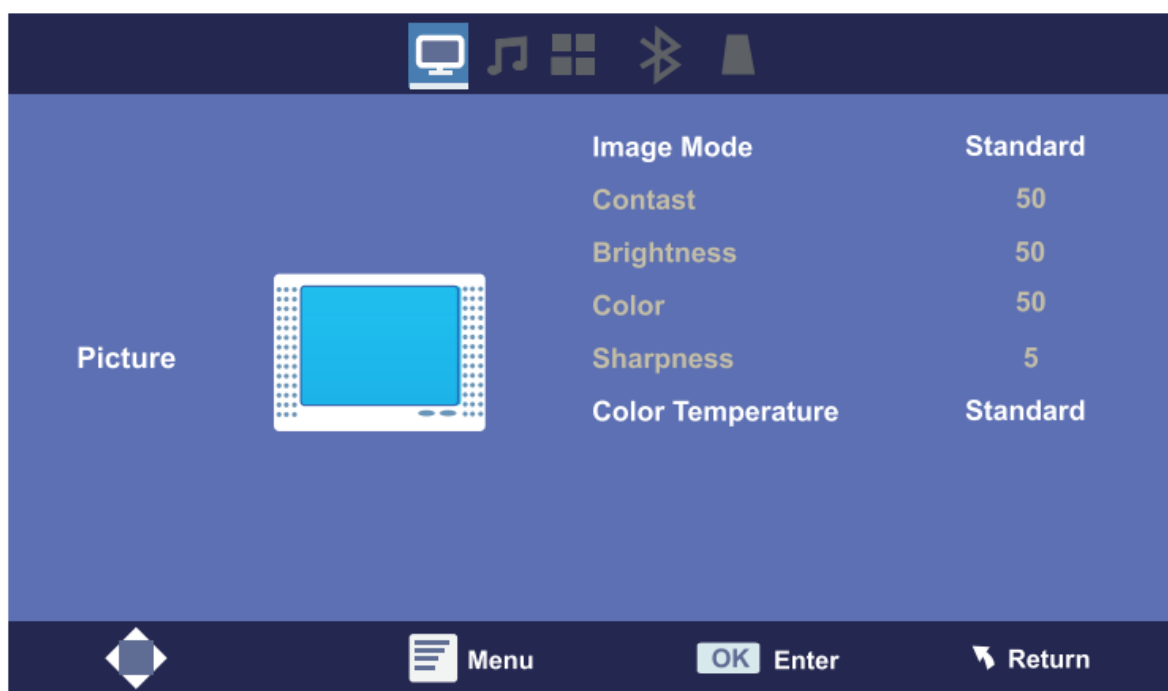 Image Mode Standard
Contast 50
Brightness 50
Color 50
Picture
Sharpness 5
Color Temperature Standard
Menu OK Enter Return